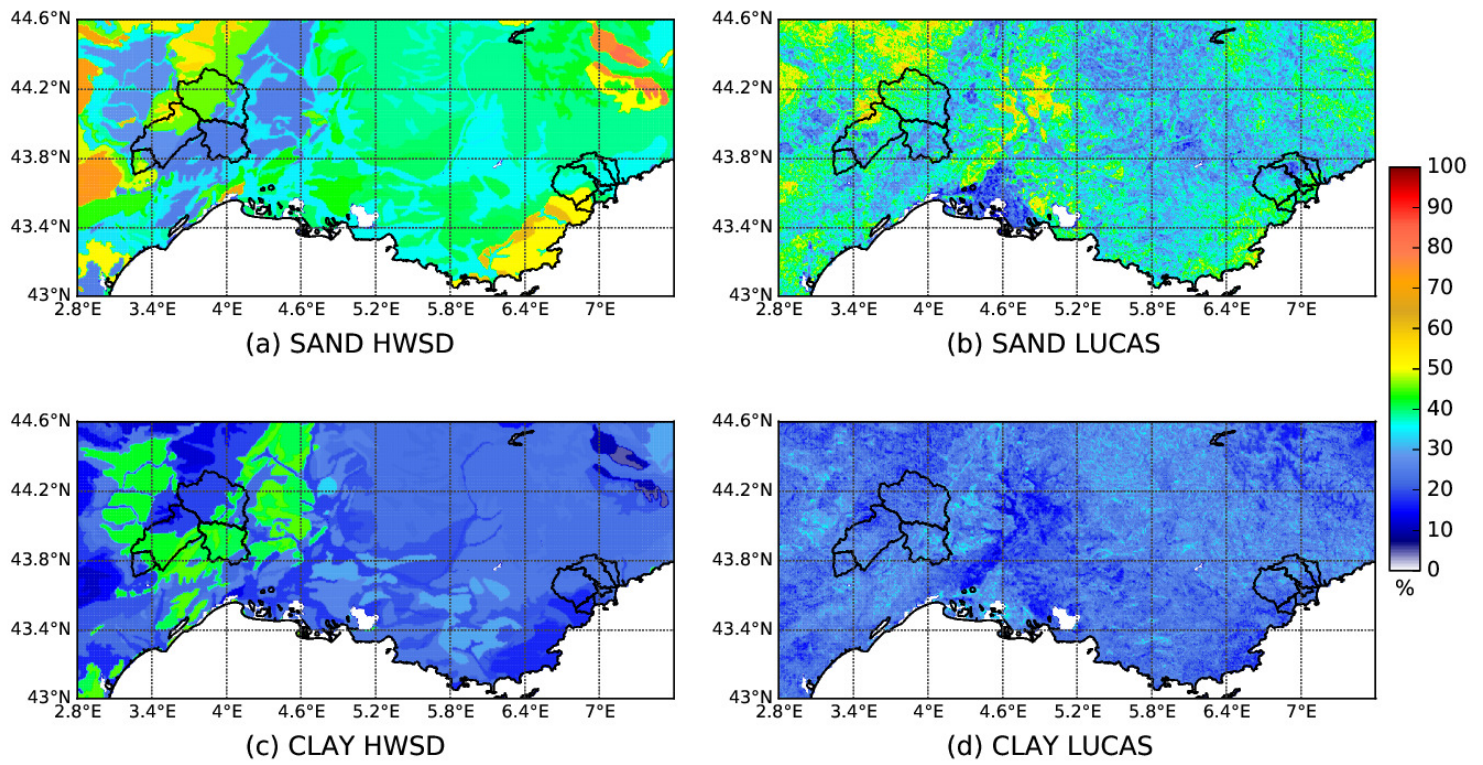 44.6°N
44.2°N
43.8°N
43.4°N
43°N
2.8°E 3.4°E 4°E 4.6°E 5.2°E 5.8°E 6.4°E 7°E
(a) SAND HWSD
44.6°N
44.2°N
43.8°N
43.4°N
43°N
2.8°E 3.4°E 4°E 4.6°E 5.2°E 5.8°E 6.4°E 7°E
(b) SAND LUCAS
44.6°N
44.2°N
43.8°N
43.4°N
43°N
2.8°E 3.4°E 4°E 4.6°E 5.2°E 5.8°E 6.4°E 7°E
(c) CLAY HWSD
44.6°N
44.2°N
43.8°N
43.4°N
43°N
2.8°E 3.4°E 4°E 4.6°E 5.2°E 5.8°E 6.4°E 7°E
(d) CLAY LUCAS
100
90
80
70
60
50
40
30
20
10
0
%